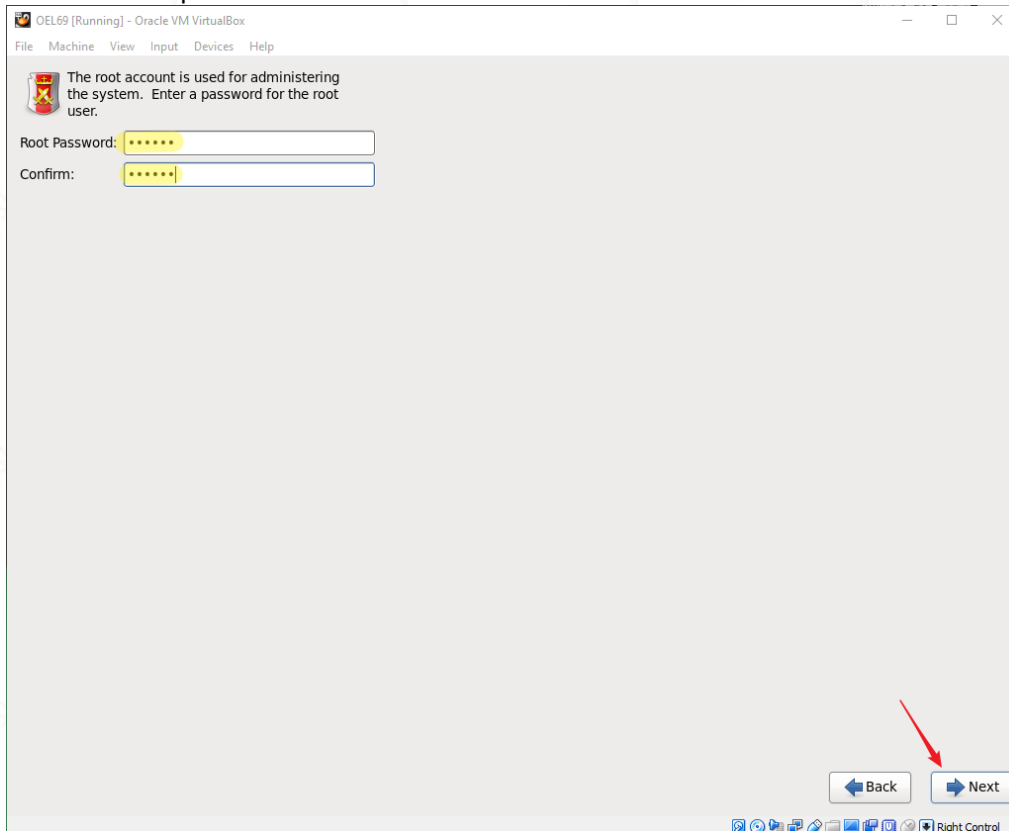 OEL69 [Running] - Oracle VM VirtualBox
File Machine View Input Devices Help
The root account is used for administering
the system. Enter a password for the root
user.
Root Password: ••••••
Confirm: ••••••
Back Next
Right Control